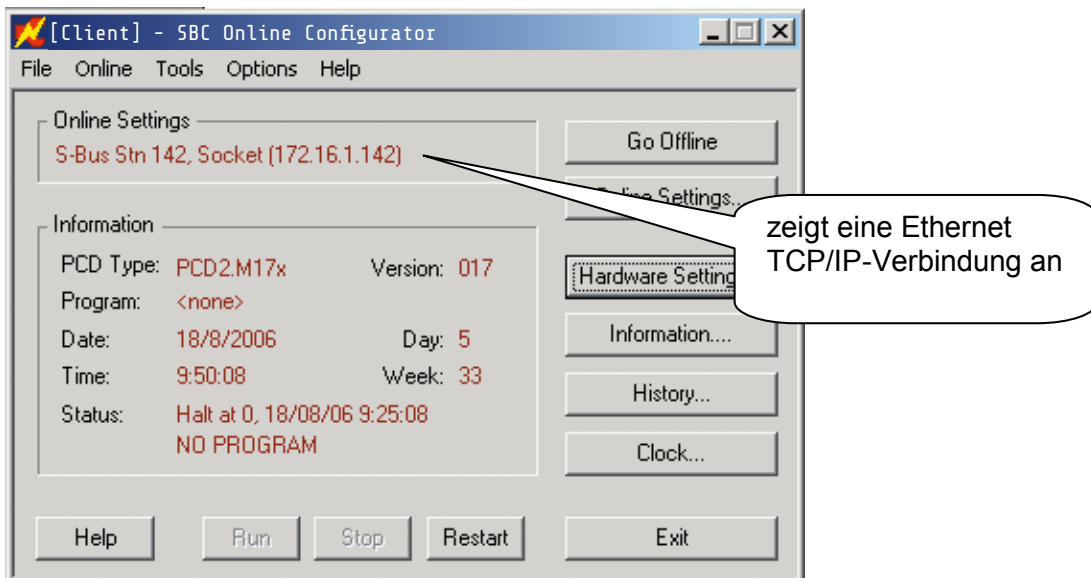 [Client] - SBC Online Configurator
File Online Tools Options Help
Online Settings
S-Bus Stn 142, Socket (172.16.1.142)
Go Offline
Settings...
zeigt eine Ethernet
TCP/IP-Verbindung an
Information
PCD Type: PCD2.M17x Version: 017
Hardware Setting
Program: <none>
Information....
Date: 18/8/2006 Day: 5
Time: 9:50:08 Week: 33
History...
Status: Halt at 0, 18/08/06 9:25:08
NO PROGRAM
Clock...
Help Run Stop Restart Exit